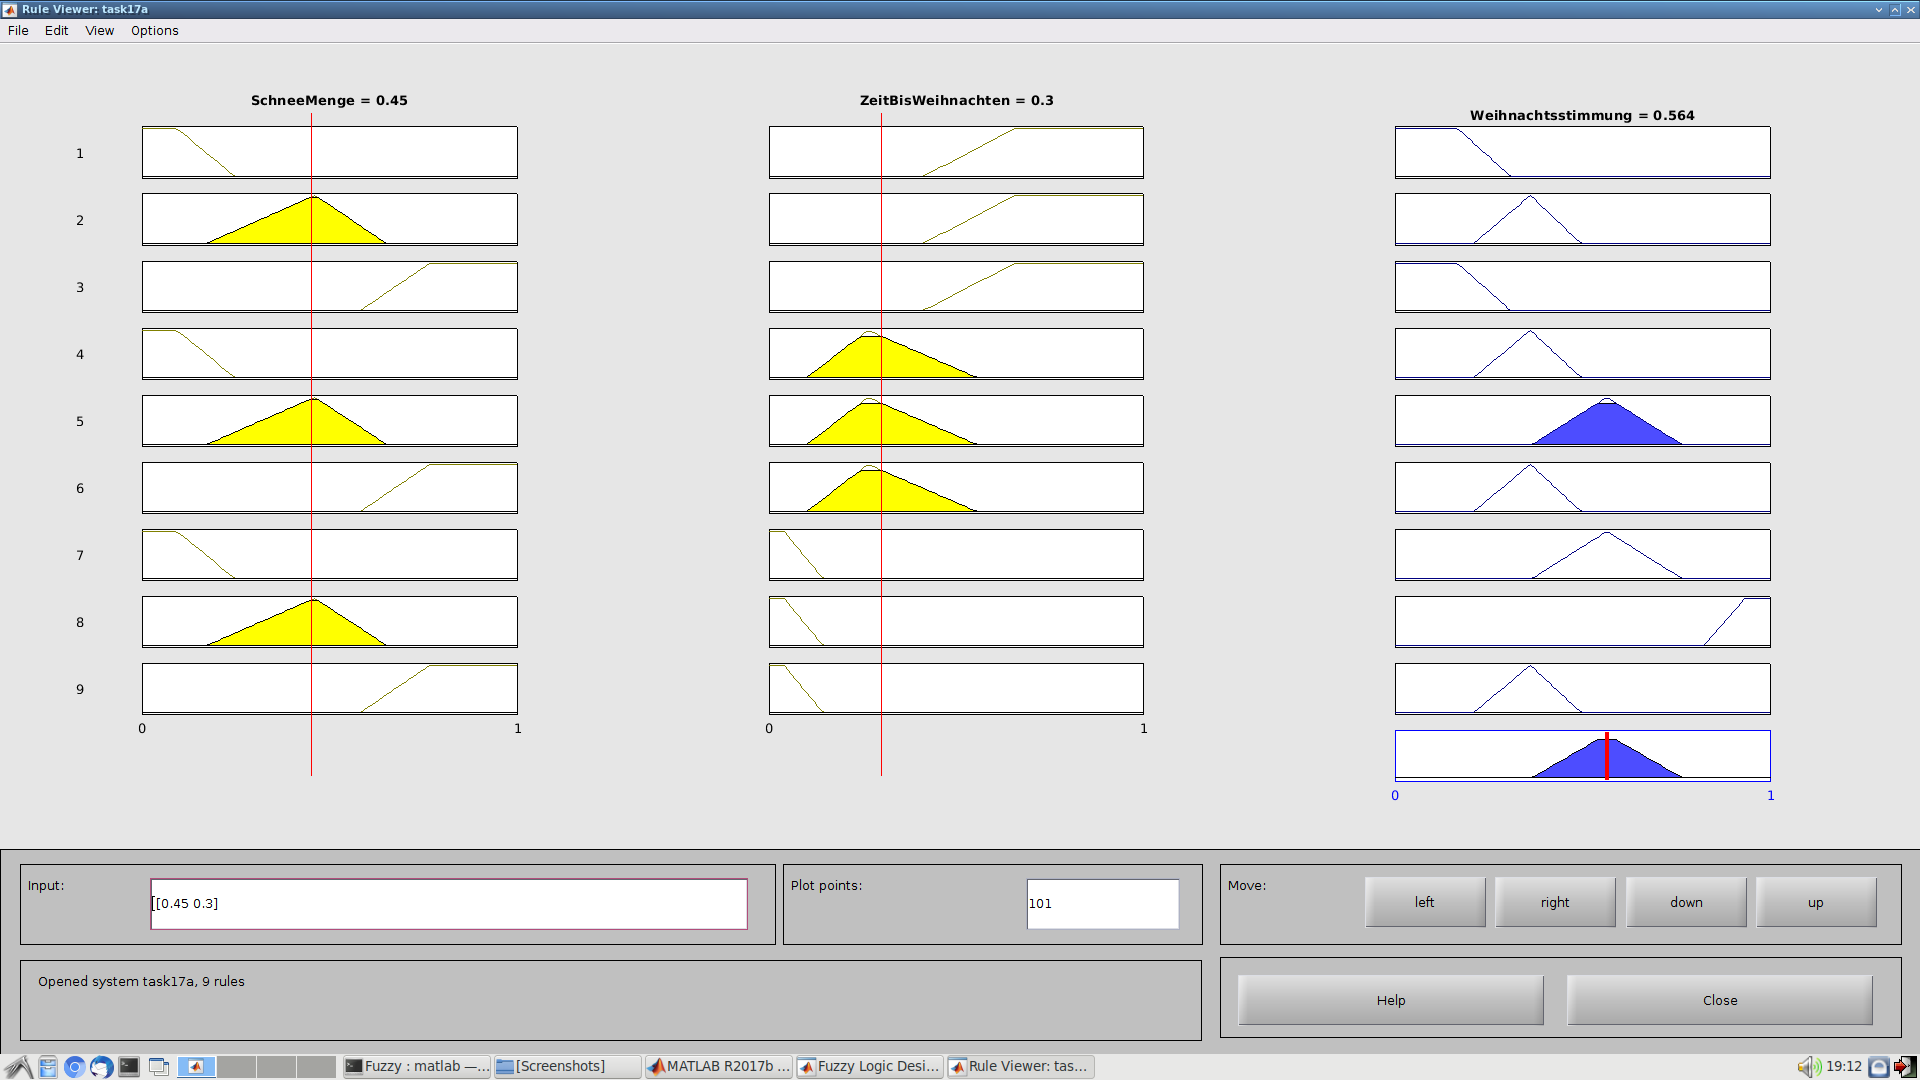 Rule Viewer: task17a
File Edit View Options
SchneeMenge = 0.45
ZeitBisWeihnachten = 0.3
Weihnachtsstimmung = 0.564
1
2
3
4
5
6
7
8
9
0 1
0 1
0 1
Input:
[[0.45 0.3]
Plot points:
101
Move:
left
right
down
up
Opened system task17a, 9 rules
Help
Close
Fuzzy : matlab —...
[Screenshots]
MATLAB R2017b ...
Fuzzy Logic Desi...
Rule Viewer: tas...
19:12